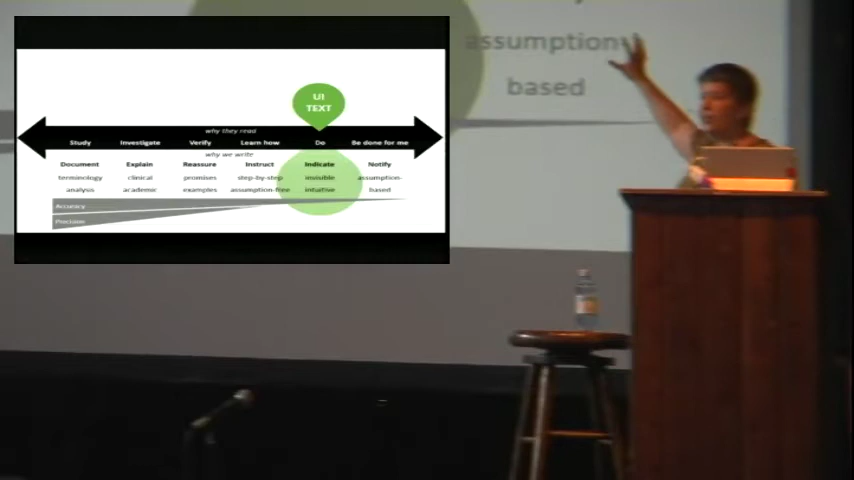 assumption-
based
UI
TEXT
why they read
Study Investigate Verify Learn how Do Be done for me
why we write
Document Explain Reassure Instruct Indicate Notify
terminology clinical promises step-by-step invisible assumption-
analysis academic examples assumption-free intuitive based
Accuracy
Precision